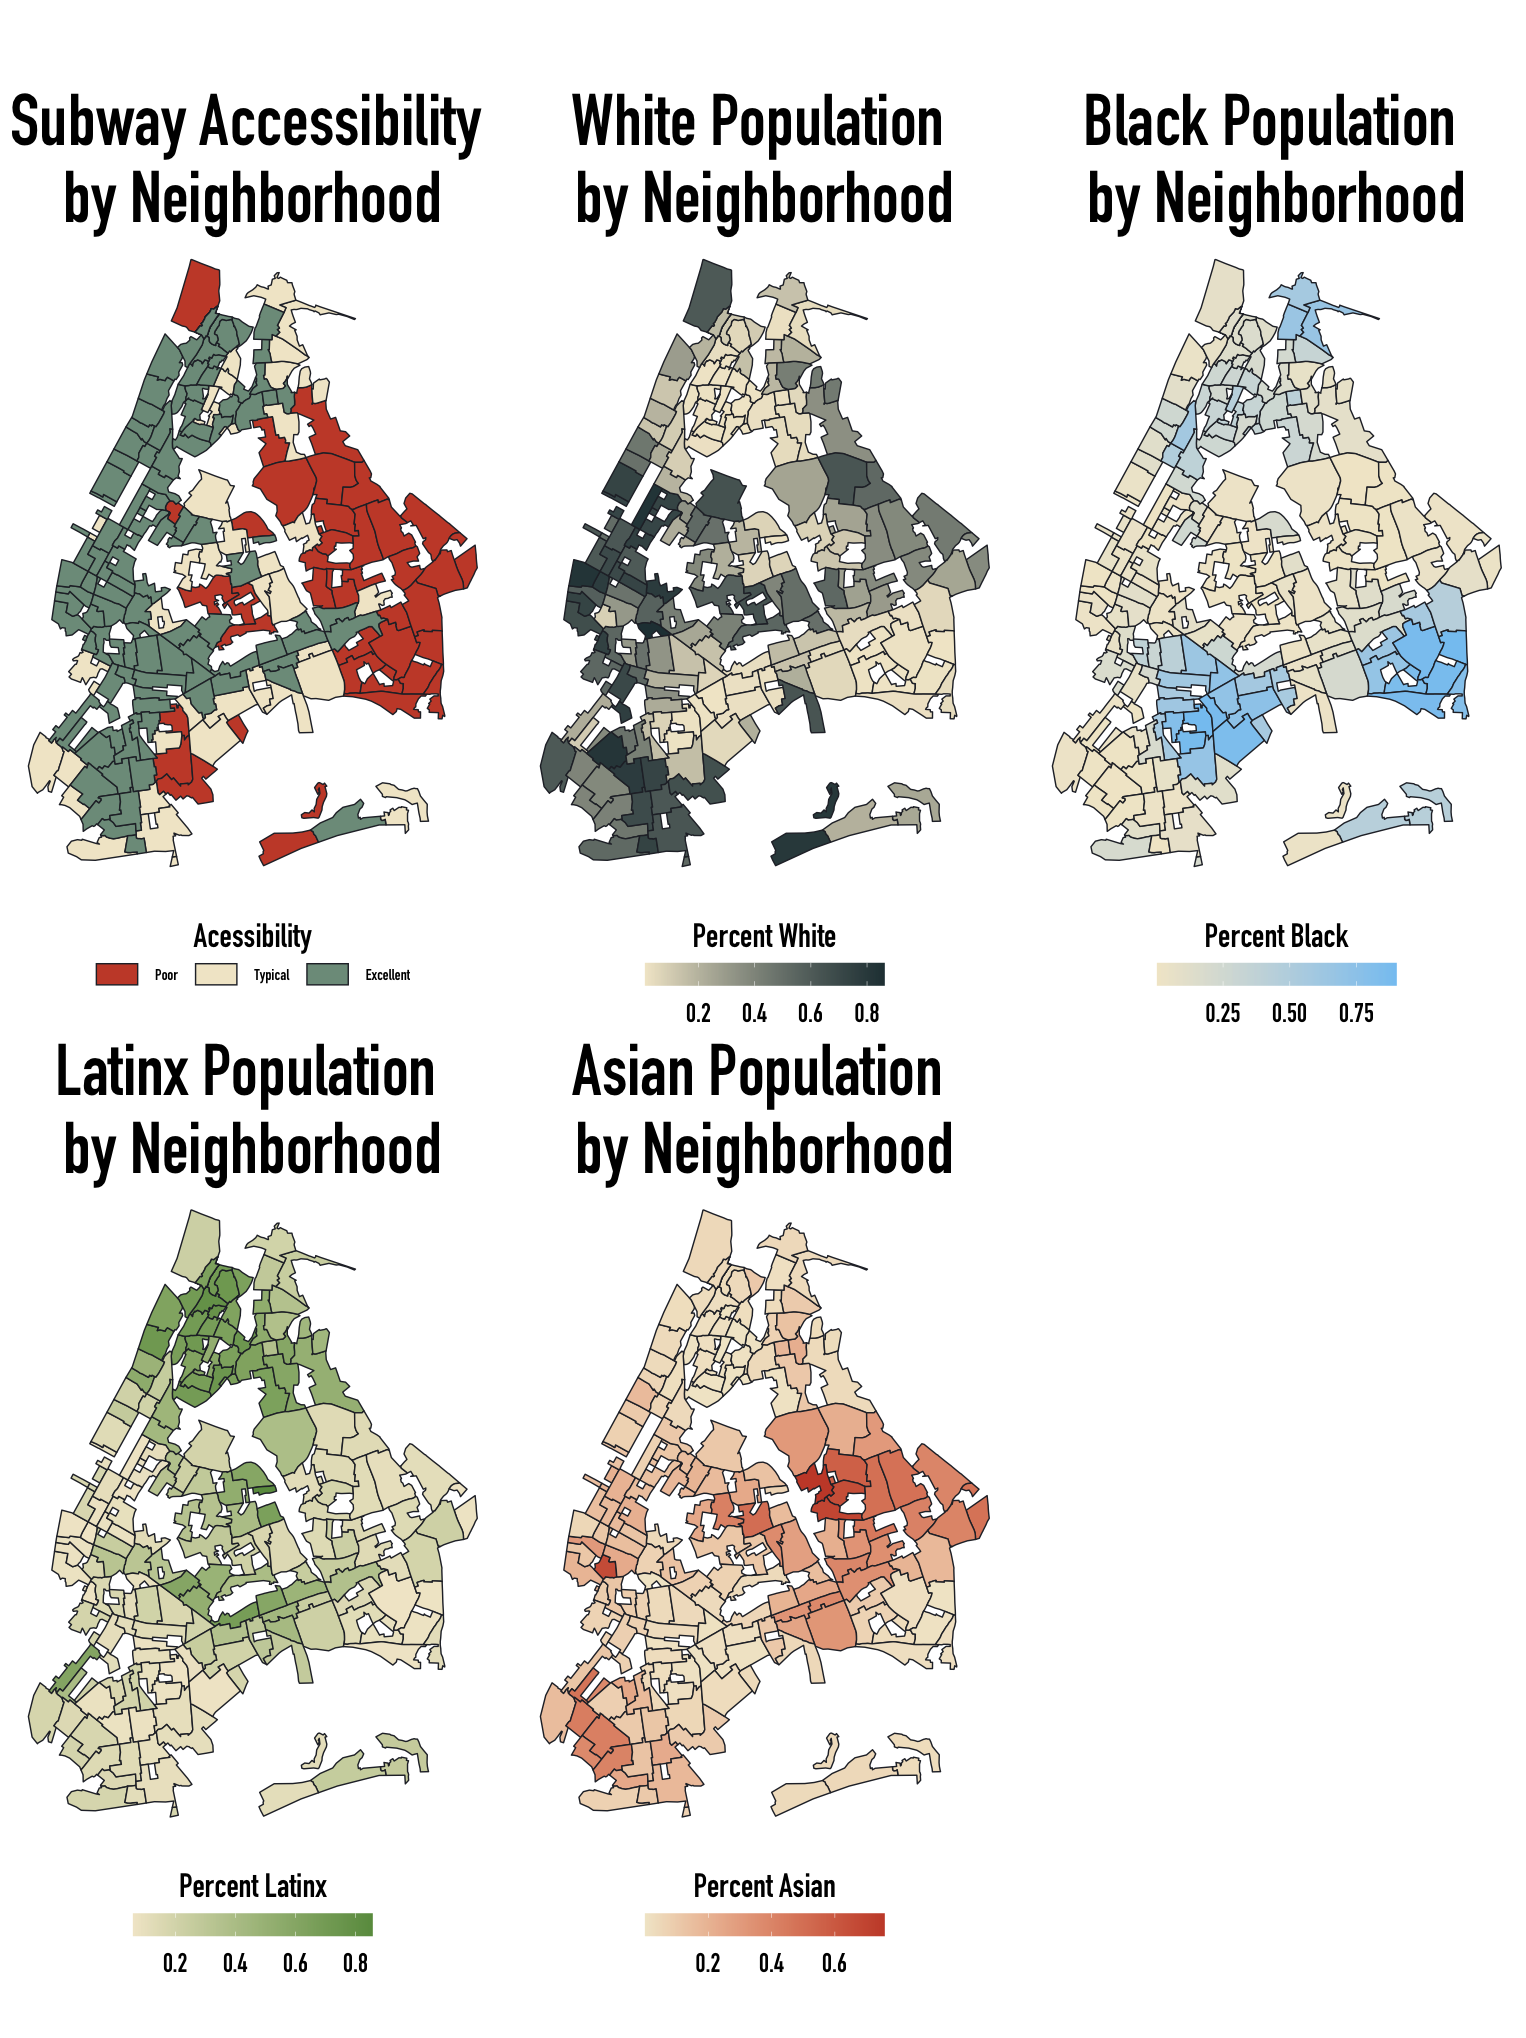 Subway Accessibility
by Neighborhood
White Population
by Neighborhood
Black Population
by Neighborhood
Acessibility
Poor
Typical
Excellent
Percent White
0.2 0.4 0.6 0.8
Percent Black
0.25 0.50 0.75
Latinx Population
by Neighborhood
Asian Population
by Neighborhood
Percent Latinx
0.2 0.4 0.6 0.8
Percent Asian
0.2 0.4 0.6